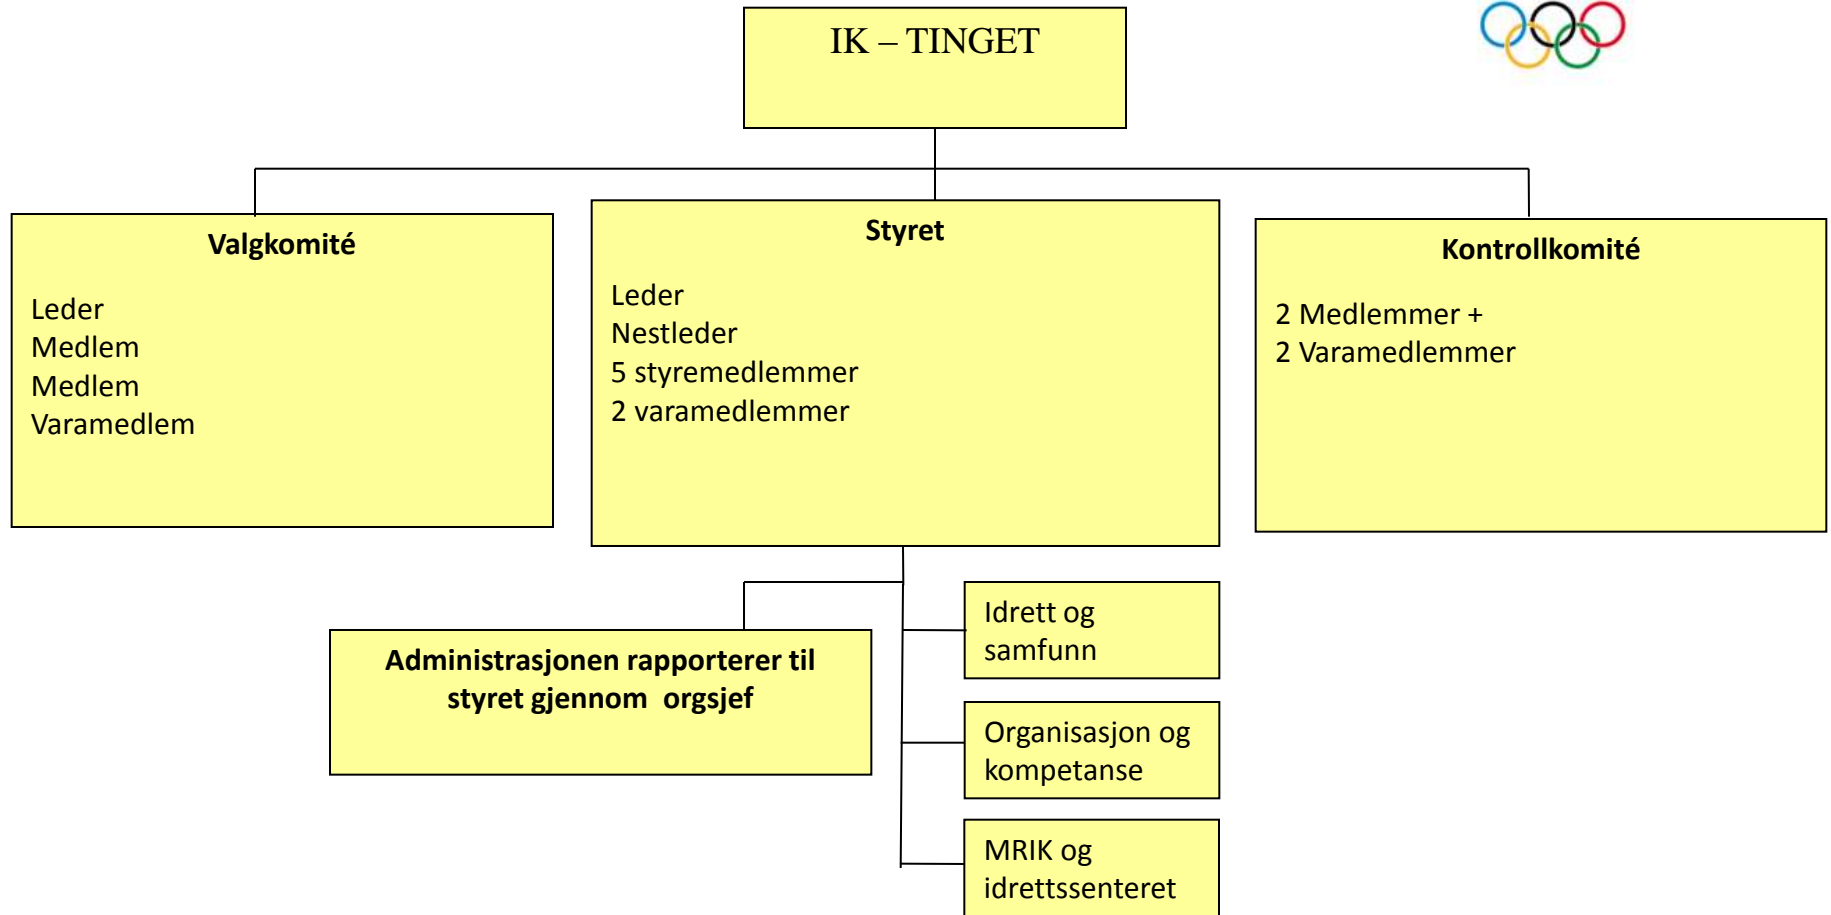 IK – TINGET
Valgkomité
Leder
Medlem
Medlem
Varamedlem
Styret
Leder
Nestleder
5 styremedlemmer
2 varamedlemmer
Kontrollkomité
2 Medlemmer +
2 Varamedlemmer
Administrasjonen rapporterer til
styret gjennom  orgsjef
Idrett og
samfunn
Organisasjon og
kompetanse
MRIK og
idrettssenteret